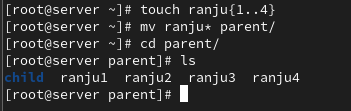 [root@server ~]# touch ranju{1..4}
[root@server ~]# mv ranju* parent/
[root@server ~]# cd parent/
[root@server parent]# ls
child ranju1 ranju2 ranju3 ranju4
[root@server parent]#